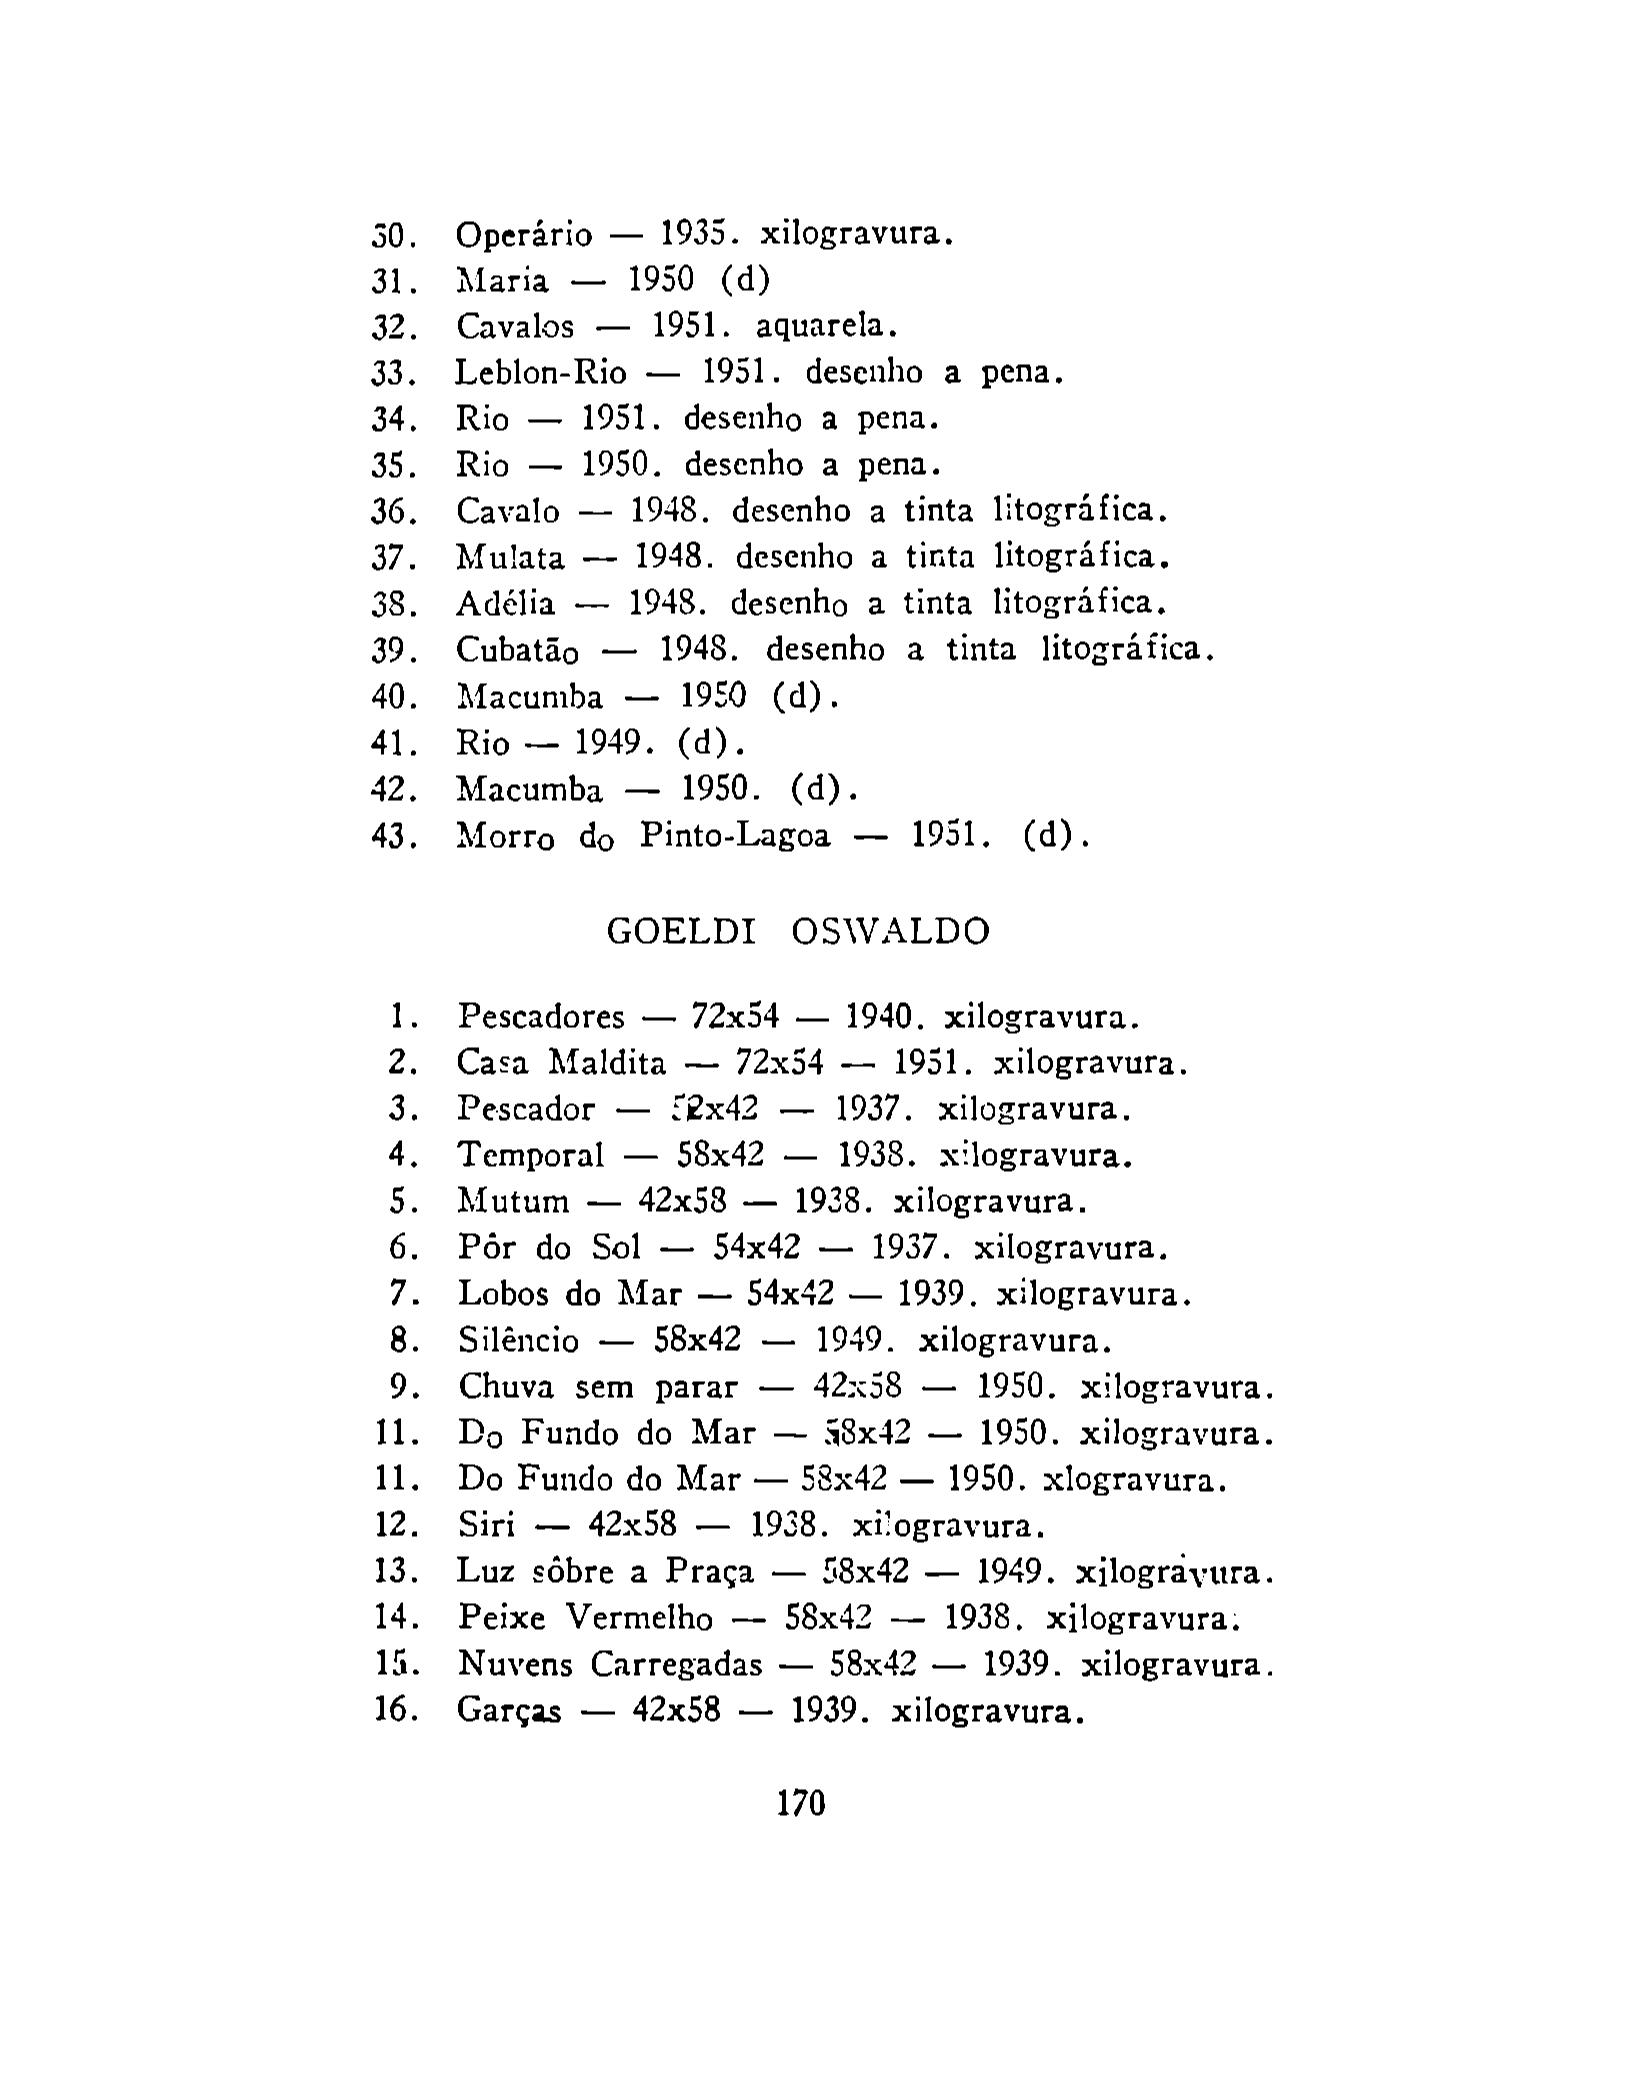 30. Operário — 1935. xilogravura.
31. Maria — 1950 (d)
32. Cavalos — 1951. aquarela.
33. Leblon-Rio — 1951. desenho a pena.
34. Rio — 1951. desenho a pena.
35. Rio — 1950. desenho a pena.
36. Cavalo — 1948. desenho a tinta litográfica.
37. Mulata — 1948. desenho a tinta litográfica.
38. Adélia — 1948. desenho a tinta litográfica.
39. Cubatão — 1948. desenho a tinta litográfica.
40. Macumba — 1950 (d).
41. Rio — 1949. (d).
42. Macumba — 1950. (d).
43. Morro do Pinto-Lagoa — 1951. (d).
GOELDI OSWALDO
1. Pescadores — 72x54 — 1940. xilogravura.
2. Casa Maldita — 72x54 — 1951. xilogravura.
3. Pescador — — 1937. xilogravura.
4. Temporal — 58x42 — 1938. xilogravura.
5. Mutum — 42x58 — 1938. xilogravura.
6. Pôr do Sol — 54x42 — 1937. xilogravura.
7. Lobos do Mar — 54x42 — 1939. xilogravura.
8. Silêncio — 58x42 — 1949. xilogravura.
9. Chuva sem parar — 42x58 — 1950. xilogravura.
11. Do Fundo do Mar — 58x42 — 1950. xilogravura.
11. Do Fundo do Mar — 58x42 — 1950. xlogravura.
12. Siri — 42x58 — 1938. xilogravura.
13. Luz sôbre a Praça — 58x42 — 1949. xilogravura.
14. Peixe Vermelho — 58x42 — 1938. xilogravura.
15. Nuvens Carregadas — 58x42 — 1939. xilogravura.
16. Garças — 42x58 — 1939. xilogravura.
170